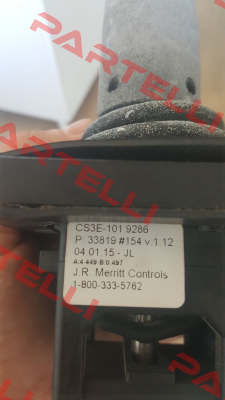 PARTELLI
CS3E-101 9286
P: 33819 #154 v.1 12
04.01.15 - JL
A:4.449 B:0.497
J.R. Merritt Controls
1-800-333-5762
PARTELLI
PARTELLI